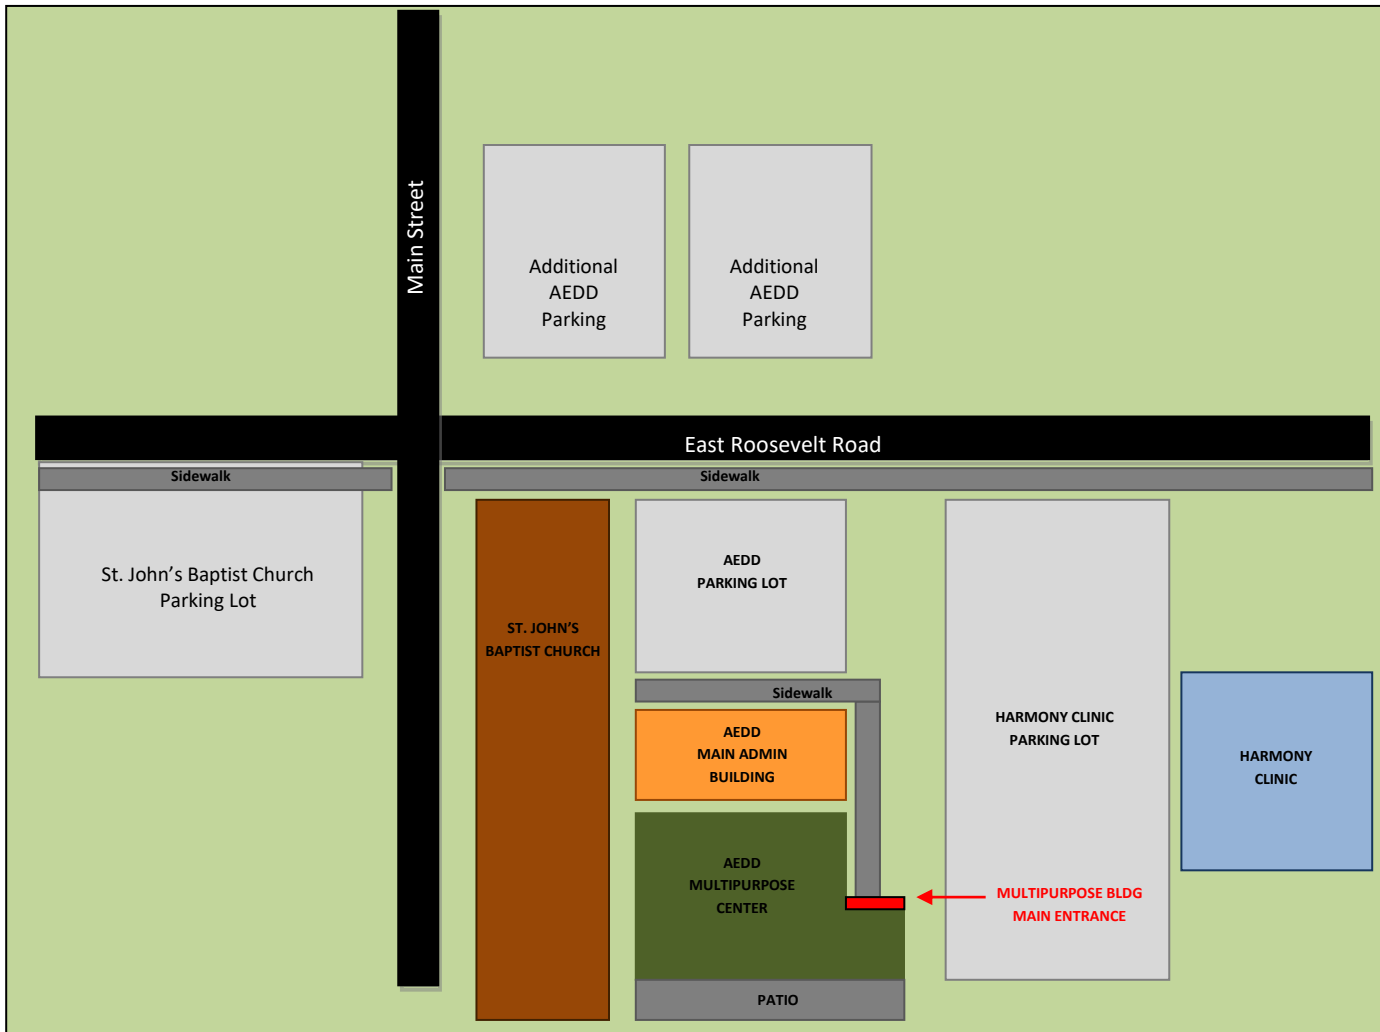 Main Street
Additional
AEDD
Parking
Additional
AEDD
Parking
East Roosevelt Road
Sidewalk
Sidewalk
St. John’s Baptist Church
Parking Lot
ST. JOHN’S
BAPTIST CHURCH
AEDD
PARKING LOT
Sidewalk
AEDD
MAIN ADMIN
BUILDING
HARMONY CLINIC
PARKING LOT
HARMONY
CLINIC
AEDD
MULTIPURPOSE
CENTER
MULTIPURPOSE BLDG
MAIN ENTRANCE
PATIO